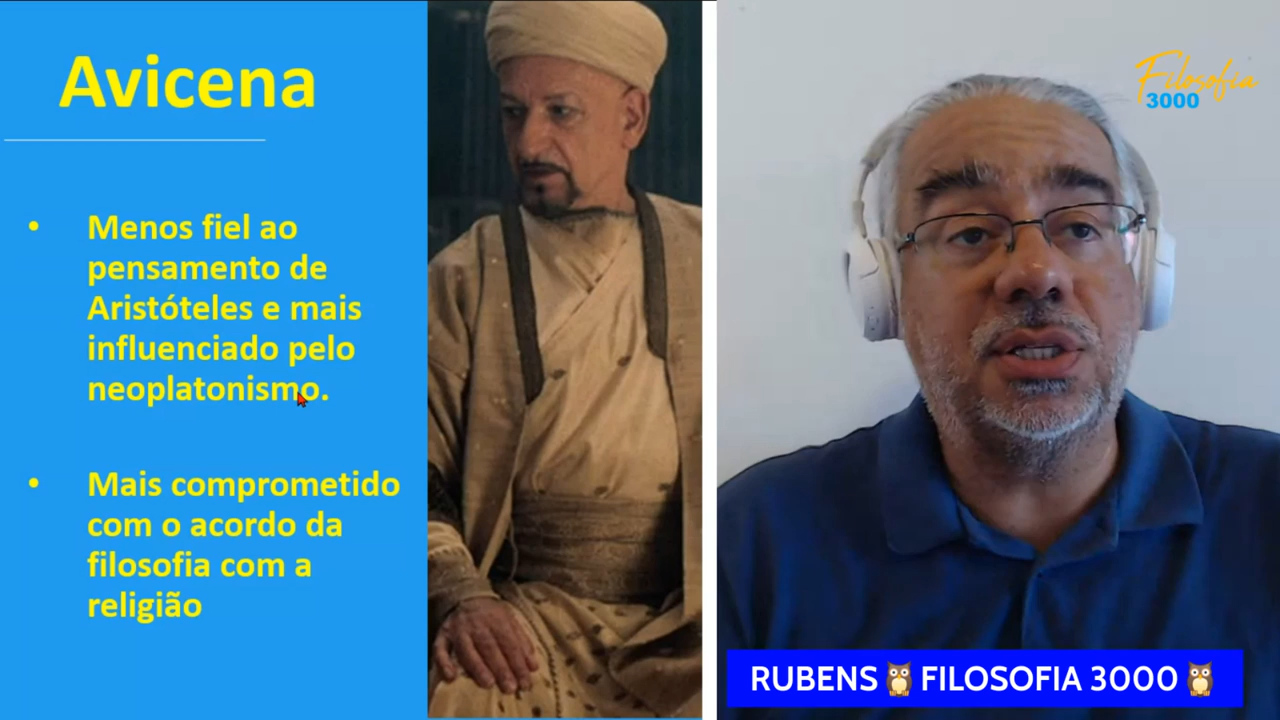 Avicena
• Menos fiel ao
pensamento de
Aristóteles e mais
influenciado pelo
neoplatonismo.
• Mais comprometido
com o acordo da
filosofia com a
religião
Filosofia
3000
RUBENS🦉FILOSOFIA 3000🦉